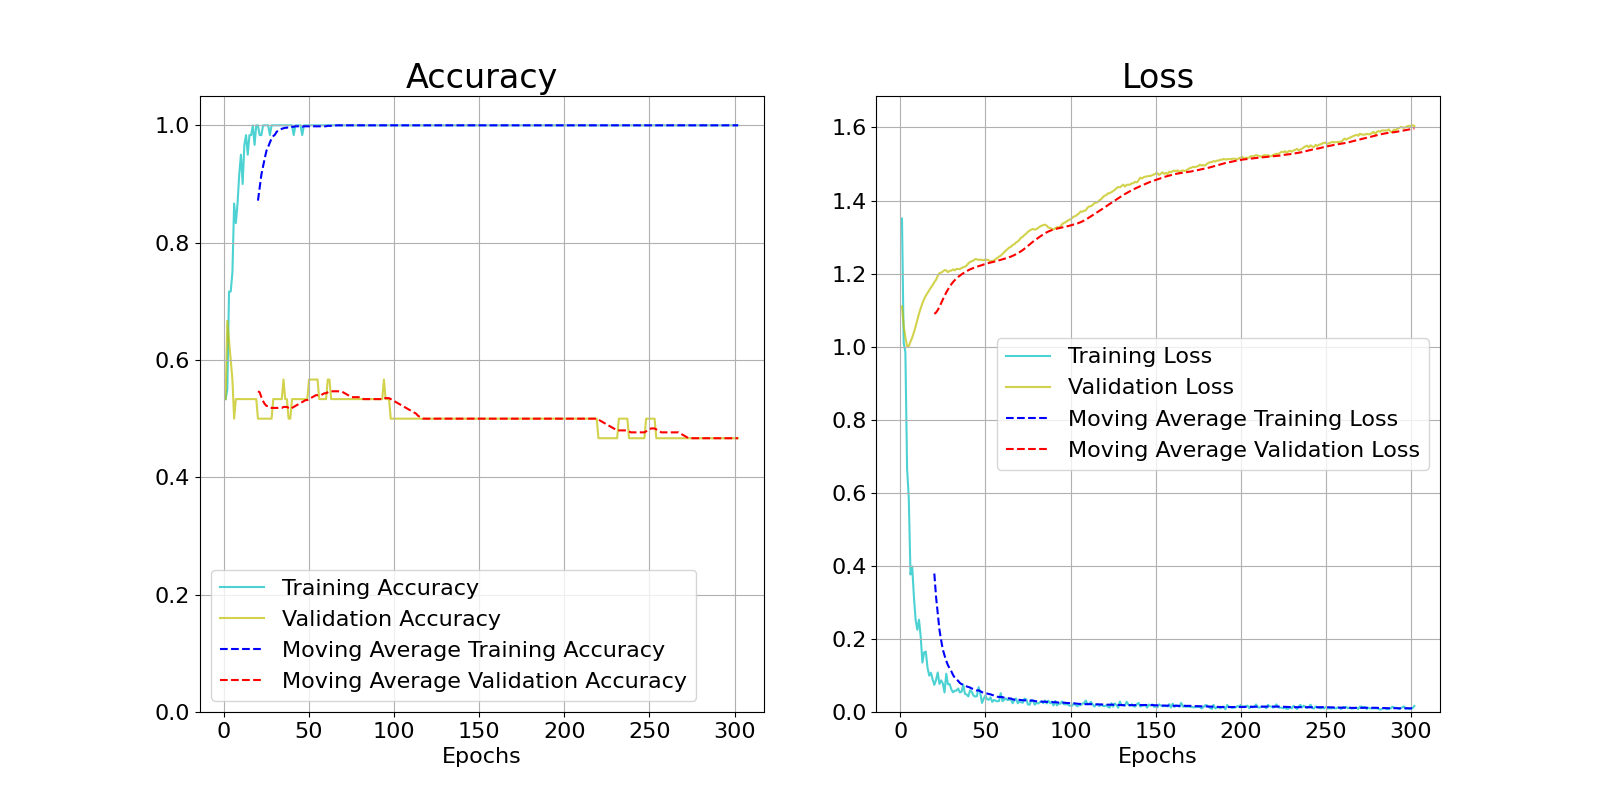 Accuracy
1.0
0.8
0.6
0.4
0.2
0.0
Training Accuracy
Validation Accuracy
Moving Average Training Accuracy
Moving Average Validation Accuracy
0 50 100 150 200 250 300
Epochs
Loss
1.6
1.4
1.2
1.0
0.8
0.6
0.4
0.2
0.0
Training Loss
Validation Loss
Moving Average Training Loss
Moving Average Validation Loss
0 50 100 150 200 250 300
Epochs